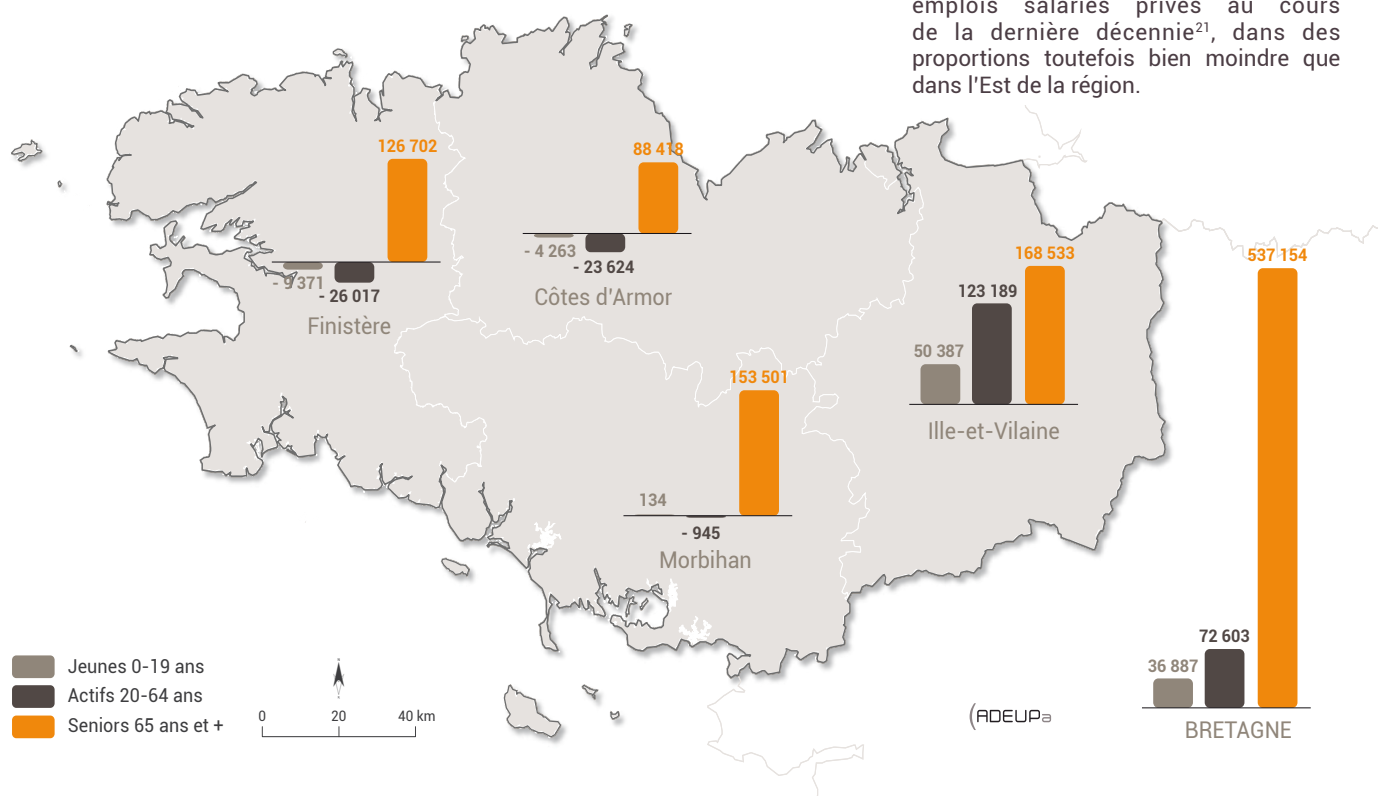 emplois salariés privés au cours
de la dernière décennie21, dans des
proportions toutefois bien moindre que
dans l'Est de la région.
126 702
- 9 371
- 26 017
Finistère
88 418
- 4 263
- 23 624
Côtes d'Armor
168 533
123 189
50 387
Ille-et-Vilaine
153 501
134
- 945
Morbihan
537 154
72 603
36 887
BRETAGNE
Jeunes 0-19 ans
Actifs 20-64 ans
Seniors 65 ans et +
0 20 40 km
ADEUPa